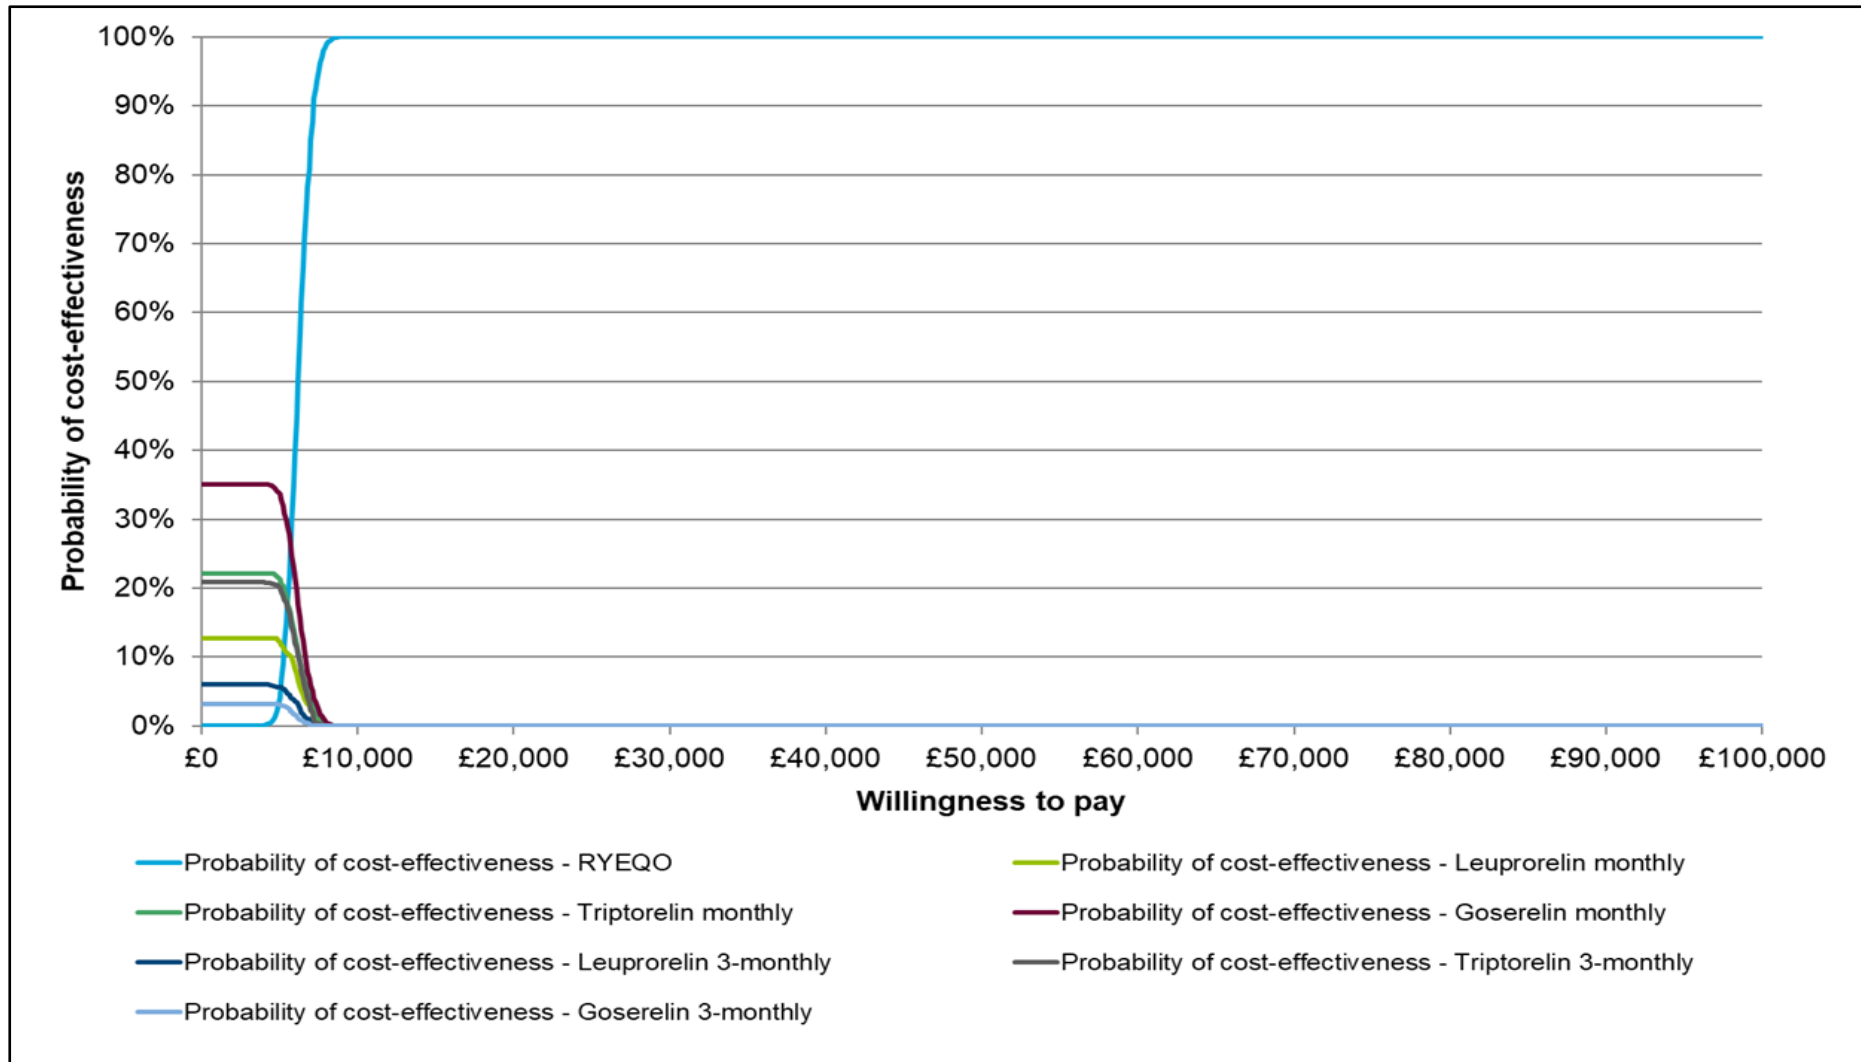 100%
90%
80%
70%
60%
50%
40%
30%
20%
10%
0%
Probability of cost-effectiveness
£0 £10,000 £20,000 £30,000 £40,000 £50,000 £60,000 £70,000 £80,000 £90,000 £100,000
Willingness to pay
Probability of cost-effectiveness - RYEQO
Probability of cost-effectiveness - Leuprorelin monthly
Probability of cost-effectiveness - Triptorelin monthly
Probability of cost-effectiveness - Goserelin monthly
Probability of cost-effectiveness - Leuprorelin 3-monthly
Probability of cost-effectiveness - Triptorelin 3-monthly
Probability of cost-effectiveness - Goserelin 3-monthly